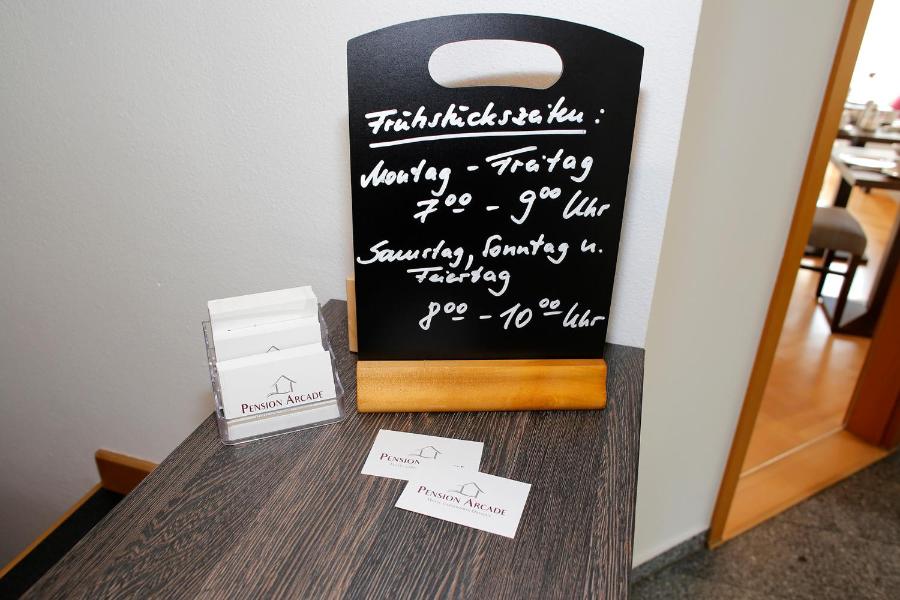 Frühstückszeiten:
Montag - Freitag
7⁰⁰ - 9⁰⁰ Uhr
Samstag, Sonntag u.
Feiertag
8⁰⁰ - 10⁰⁰ Uhr
PENSION ARCADE
PENSION
PENSION ARCADE